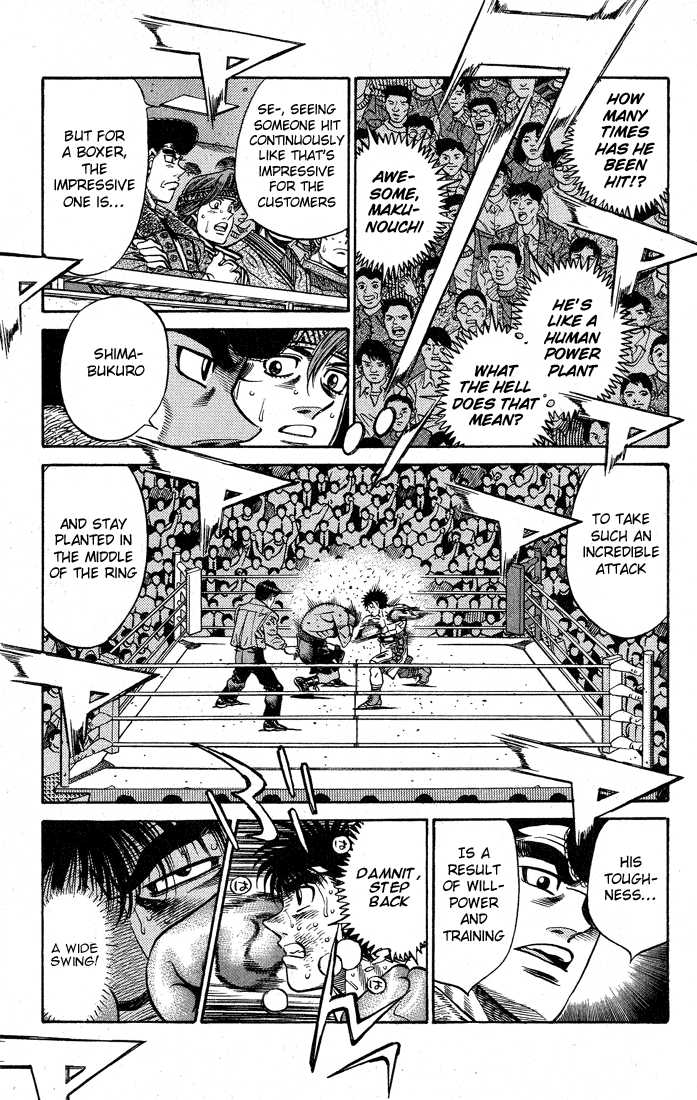 HOW
MANY
TIMES
HAS HE
BEEN
HIT!?
AWE-
SOME,
MAKU-
NOUCHI
HE'S
LIKE A
HUMAN
POWER
PLANT
WHAT
THE HELL
DOES THAT
MEAN?
SE-, SEEING
SOMEONE HIT
CONTINUOUSLY
LIKE THAT'S
IMPRESSIVE
FOR THE
CUSTOMERS
BUT FOR
A BOXER,
THE
IMPRESSIVE
ONE IS...
SHIMA-
BUKURO
TO TAKE
SUCH AN
INCREDIBLE
ATTACK
AND STAY
PLANTED IN
THE MIDDLE
OF THE RING
HIS
TOUGH-
NESS...
IS A
RESULT
OF WILL-
POWER
AND
TRAINING
DAMNIT,
STEP
BACK
は
は
は
A WIDE
SWING!